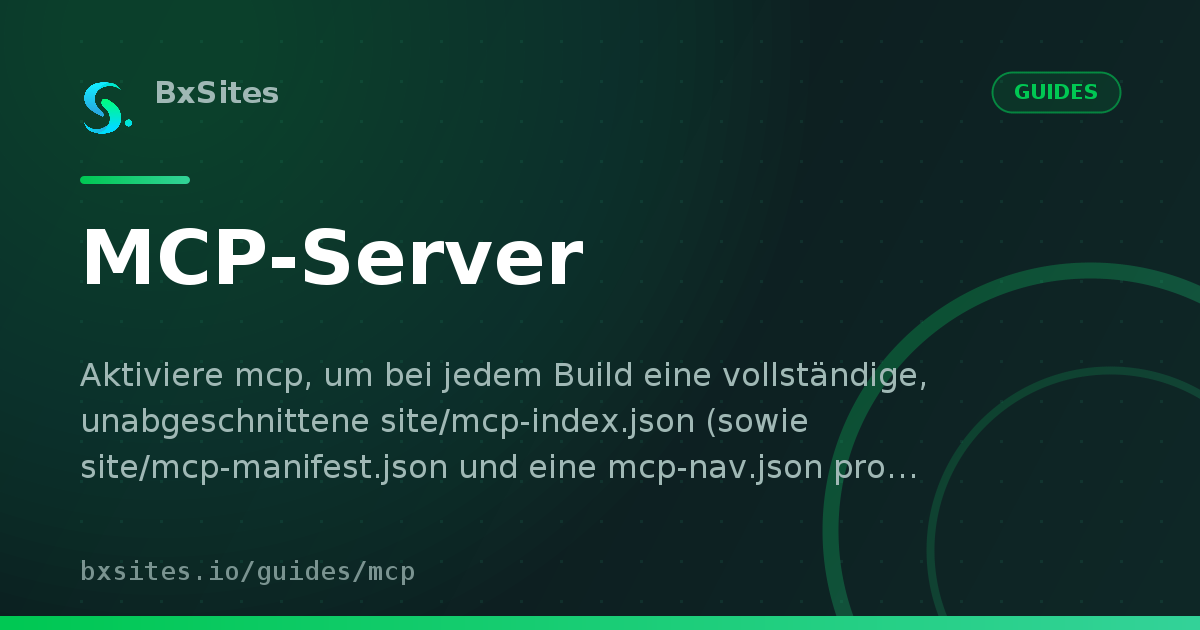 BxSites
GUIDES
MCP-Server
Aktiviere mcp, um bei jedem Build eine vollständige,
unabgeschnittene site/mcp-index.json (sowie
site/mcp-manifest.json und eine mcp-nav.json pro…
bxsites.io/guides/mcp